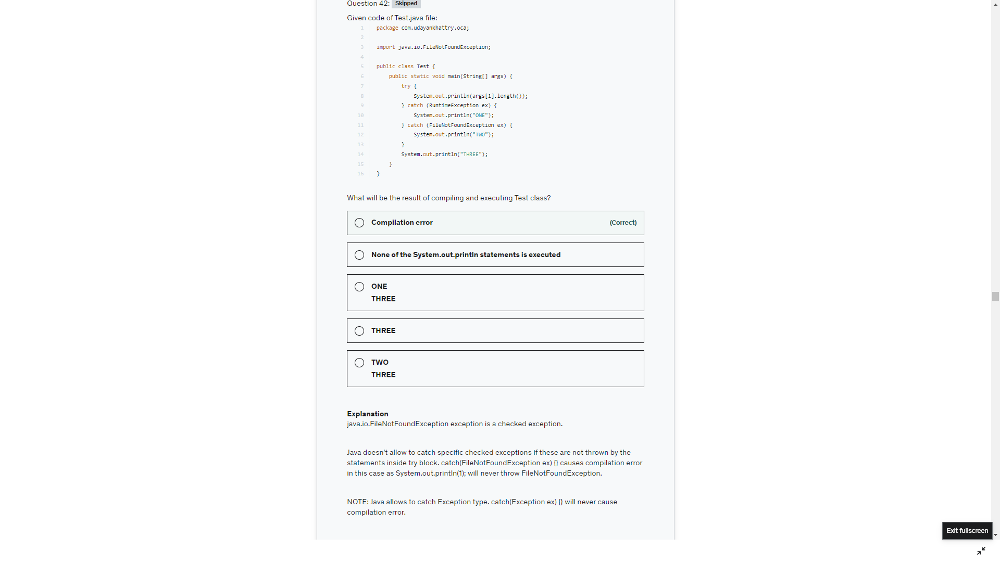 Question 42: Skipped
Given code of Test.java file:
1 package com.udayankhattry.oca;
2
3 import java.io.FileNotFoundException;
4
5 public class Test {
6 public static void main(String[] args) {
7 try {
8 System.out.println(args[1].length());
9 } catch (RuntimeException ex) {
10 System.out.println("ONE");
11 } catch (FileNotFoundException ex) {
12 System.out.println("TWO");
13 }
14 System.out.println("THREE");
15 }
16 }
What will be the result of compiling and executing Test class?
Compilation error (Correct)
None of the System.out.println statements is executed
ONE
THREE
THREE
TWO
THREE
Explanation
java.io.FileNotFoundException exception is a checked exception.
Java doesn't allow to catch specific checked exceptions if these are not thrown by the
statements inside try block. catch(FileNotFoundException ex) {} causes compilation error
in this case as System.out.println(1); will never throw FileNotFoundException.
NOTE: Java allows to catch Exception type. catch(Exception ex) {} will never cause
compilation error.
Exit fullscreen